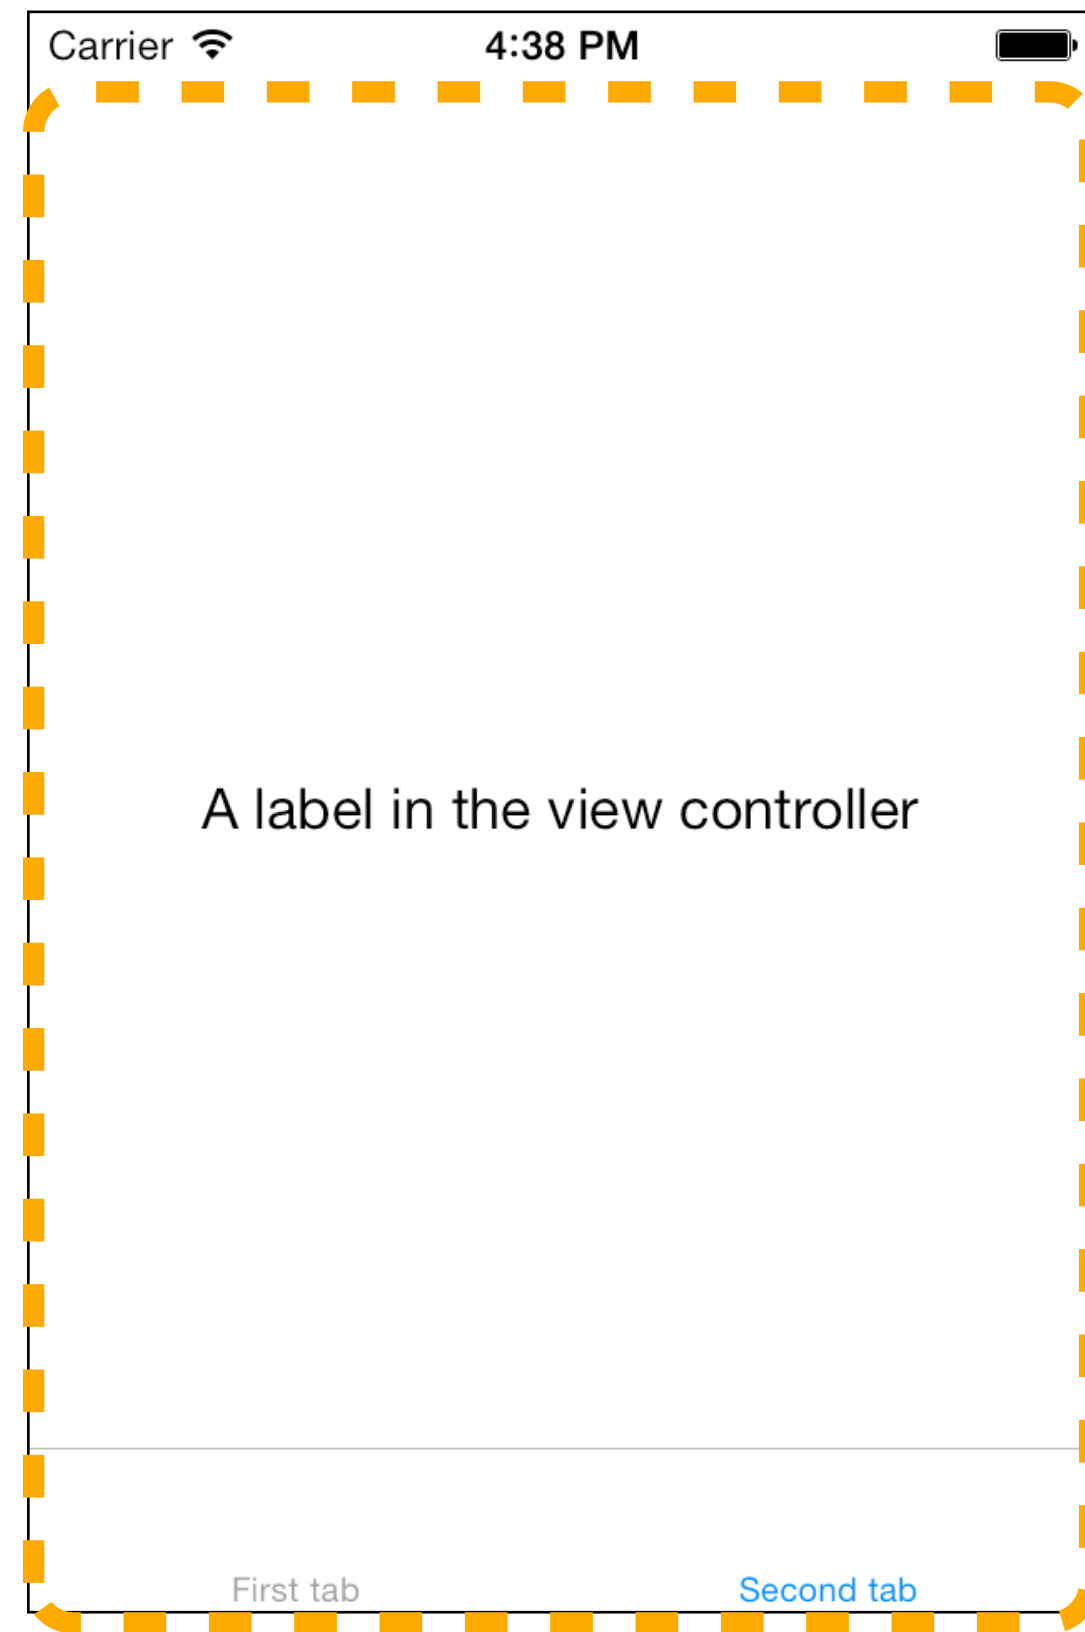 Carrier 4:38 PM
A label in the view controller
First tab Second tab